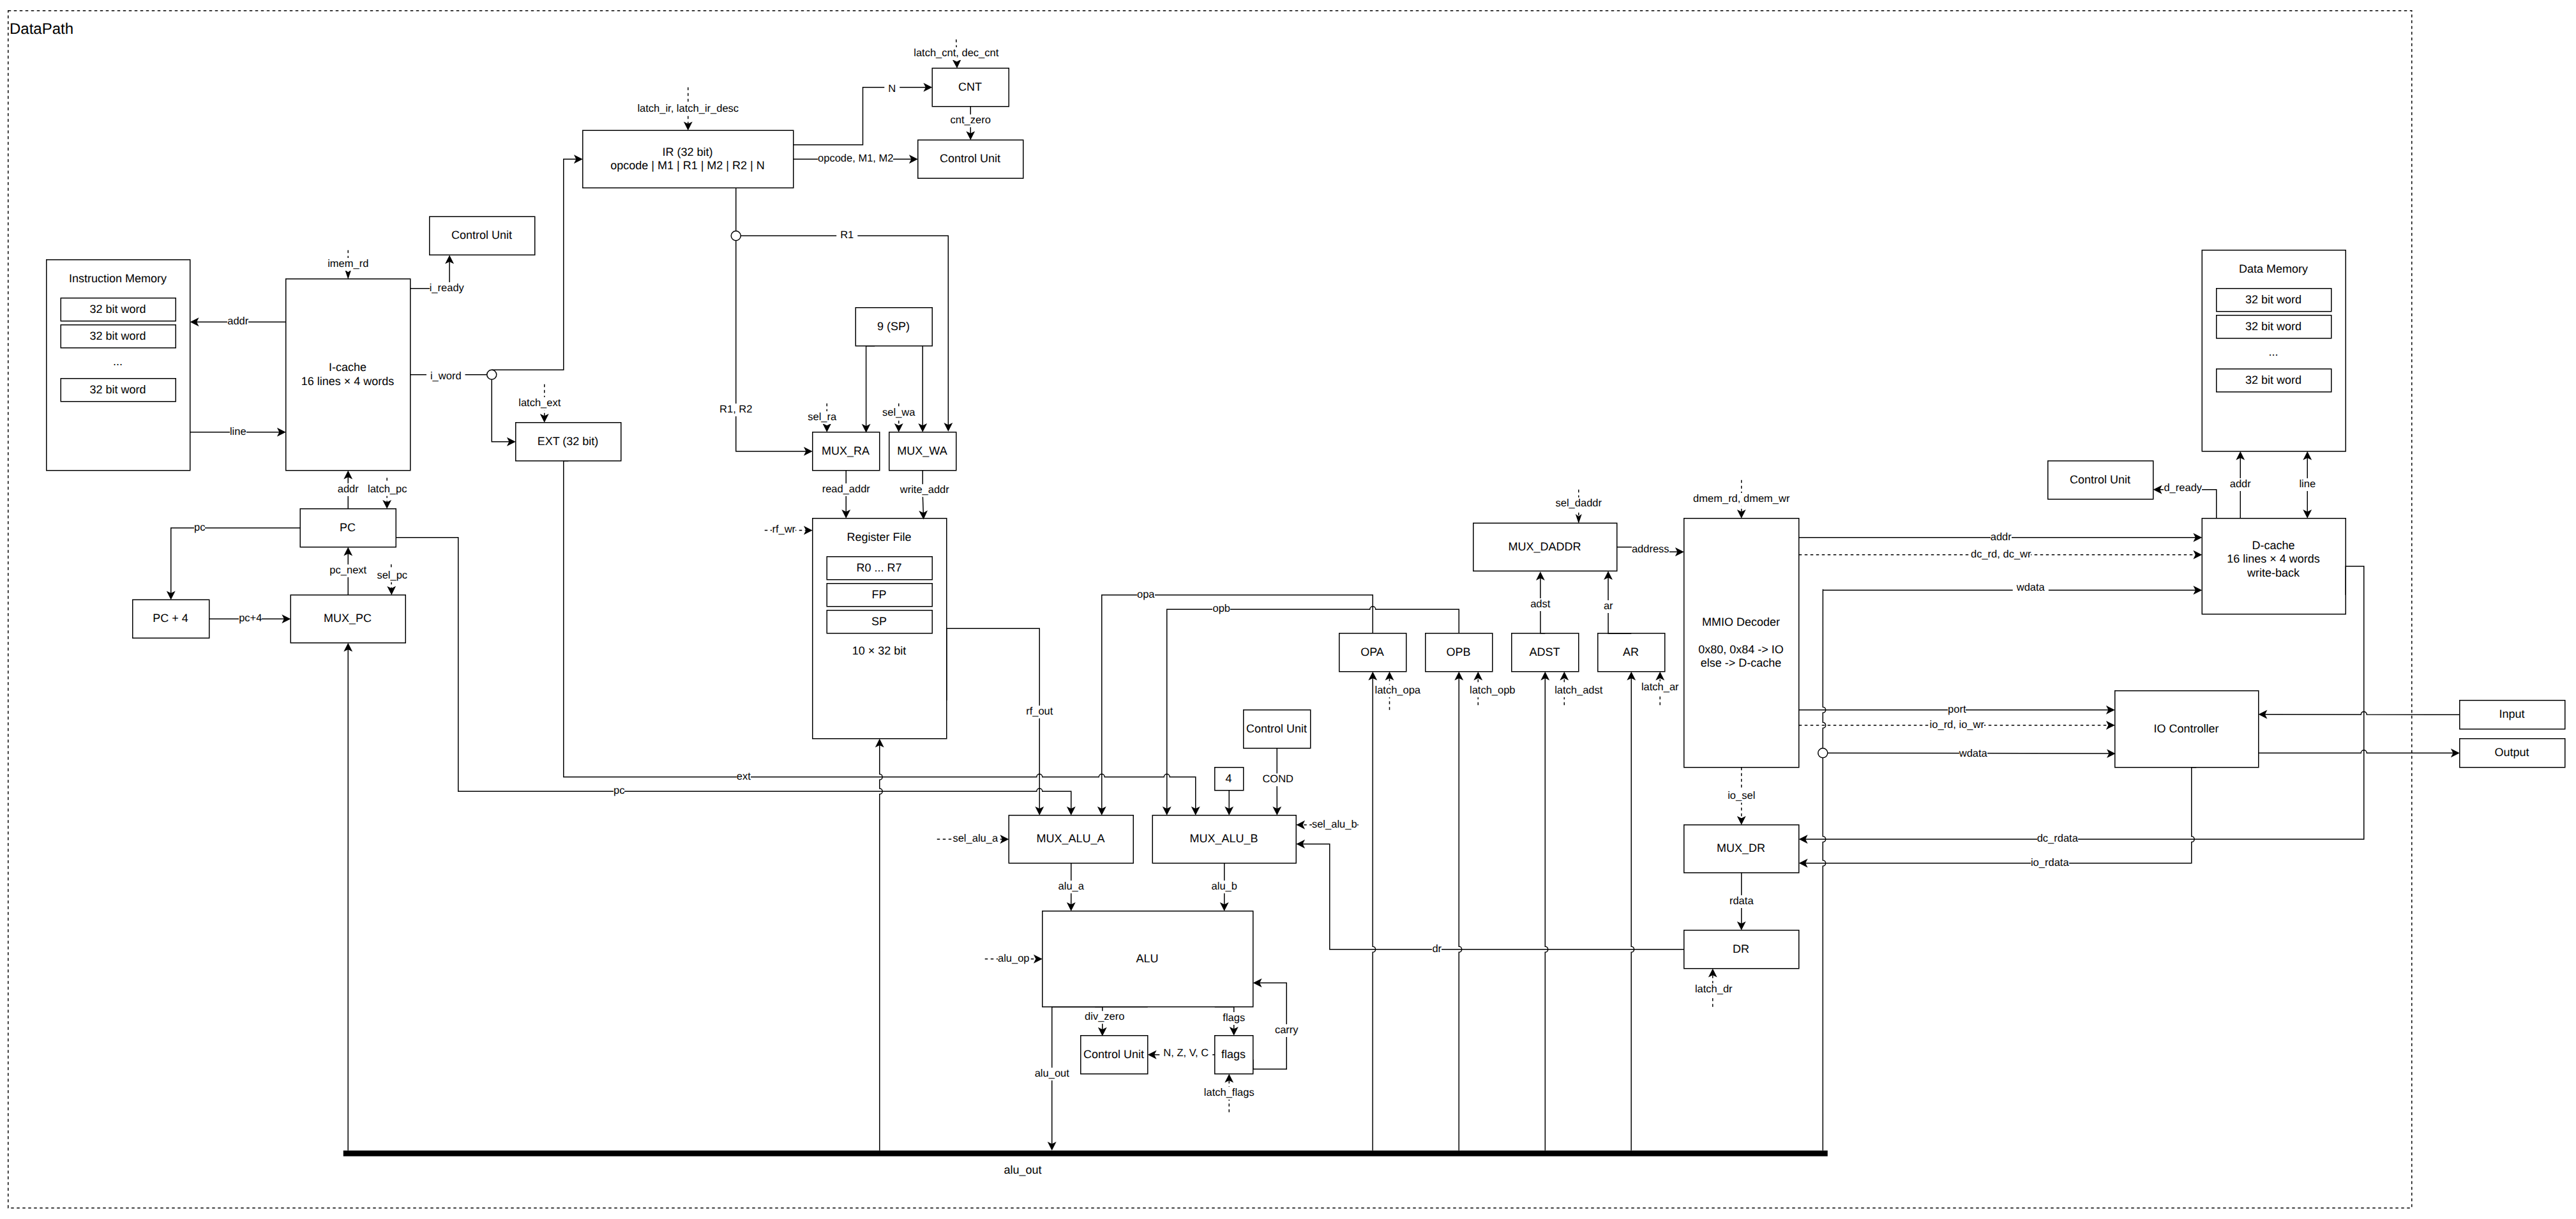 DataPath
latch_cnt, dec_cnt
CNT
N
cnt_zero
latch_ir, latch_ir_desc
IR (32 bit)
opcode | M1 | R1 | M2 | R2 | N
opcode, M1, M2
Control Unit
Control Unit
R1
imem_rd
i_ready
Instruction Memory
32 bit word
32 bit word
...
32 bit word
addr
line
I-cache
16 lines × 4 words
i_word
latch_ext
EXT (32 bit)
9 (SP)
R1, R2
sel_ra
sel_wa
MUX_RA
MUX_WA
read_addr
write_addr
addr
latch_pc
pc
PC
pc_next
sel_pc
PC + 4
pc+4
MUX_PC
rf_wr
Register File
R0 ... R7
FP
SP
10 × 32 bit
rf_out
ext
pc
Data Memory
32 bit word
32 bit word
...
32 bit word
Control Unit
d_ready
addr
line
sel_daddr
dmem_rd, dmem_wr
MUX_DADDR
address
addr
dc_rd, dc_wr
wdata
D-cache
16 lines × 4 words
write-back
opa
opb
adst
ar
OPA
OPB
ADST
AR
latch_opa
latch_opb
latch_adst
latch_ar
MMIO Decoder
0x80, 0x84 -> IO
else -> D-cache
port
io_rd, io_wr
wdata
IO Controller
Input
Output
Control Unit
4
COND
sel_alu_a
MUX_ALU_A
MUX_ALU_B
sel_alu_b
io_sel
MUX_DR
dc_rdata
io_rdata
alu_a
alu_b
rdata
alu_op
ALU
dr
DR
latch_dr
div_zero
flags
carry
Control Unit
N, Z, V, C
flags
alu_out
latch_flags
alu_out